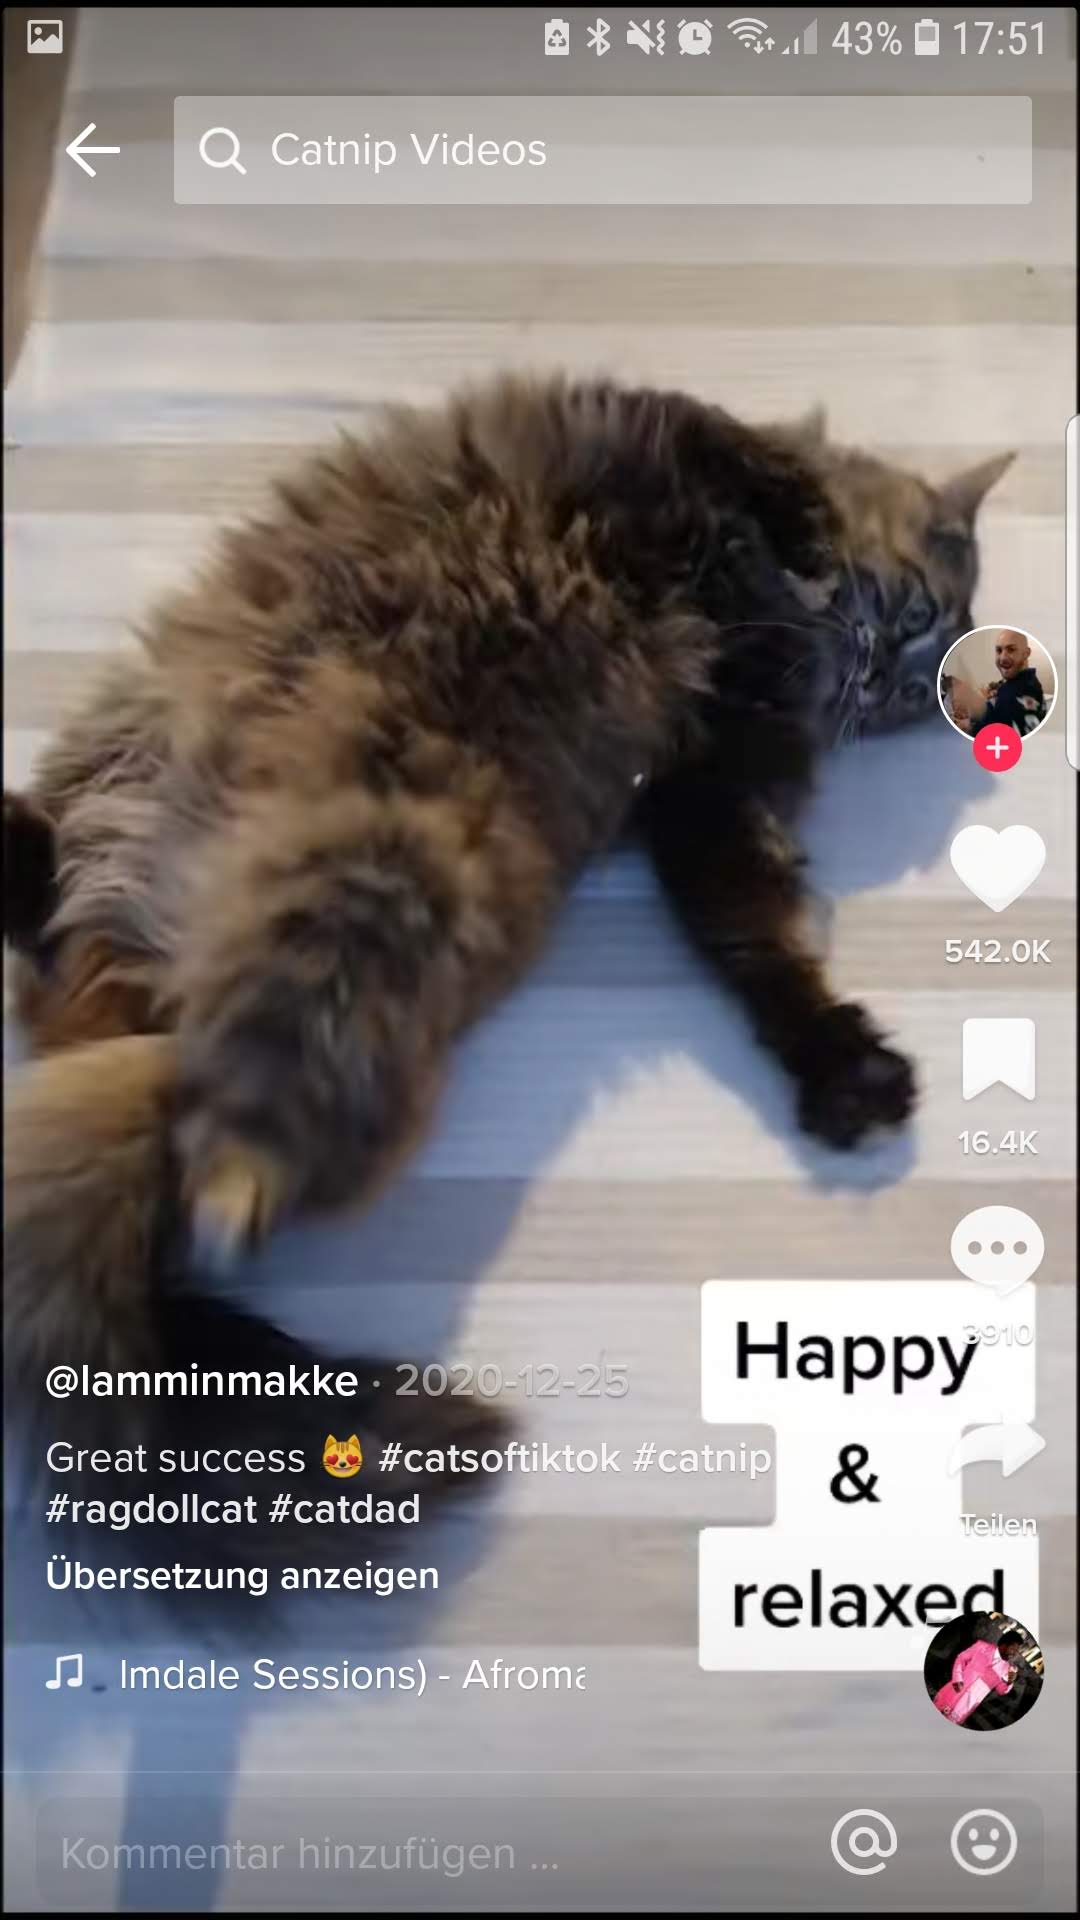 43% 17:51
Catnip Videos
542.0K
16.4K
3910
Happy
&
relaxed
Teilen
@lamminmakke · 2020-12-25
Great success 😻 #catsoftiktok #catnip
#ragdollcat #catdad
Übersetzung anzeigen
lmdale Sessions) - Afroma
Kommentar hinzufügen ...